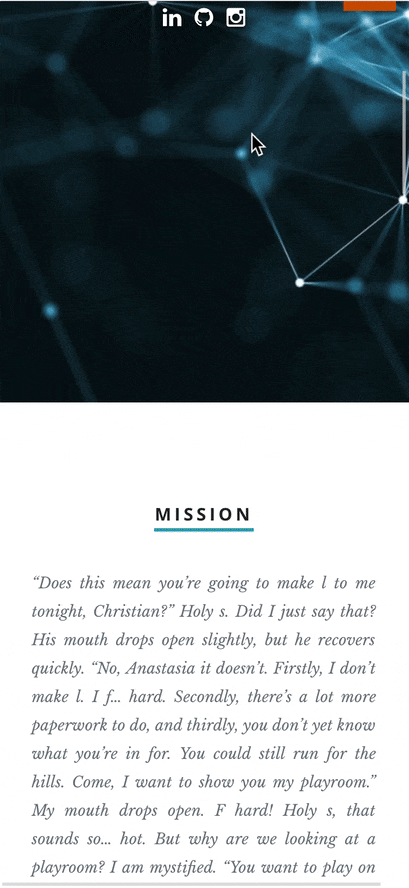 MISSION
“Does this mean you’re going to make l to me
tonight, Christian?” Holy s. Did I just say that?
His mouth drops open slightly, but he recovers
quickly. “No, Anastasia it doesn’t. Firstly, I don’t
make l. I f... hard. Secondly, there’s a lot more
paperwork to do, and thirdly, you don’t yet know
what you’re in for. You could still run for the
hills. Come, I want to show you my playroom.”
My mouth drops open. F hard! Holy s, that
sounds so... hot. But why are we looking at a
playroom? I am mystified. “You want to play on